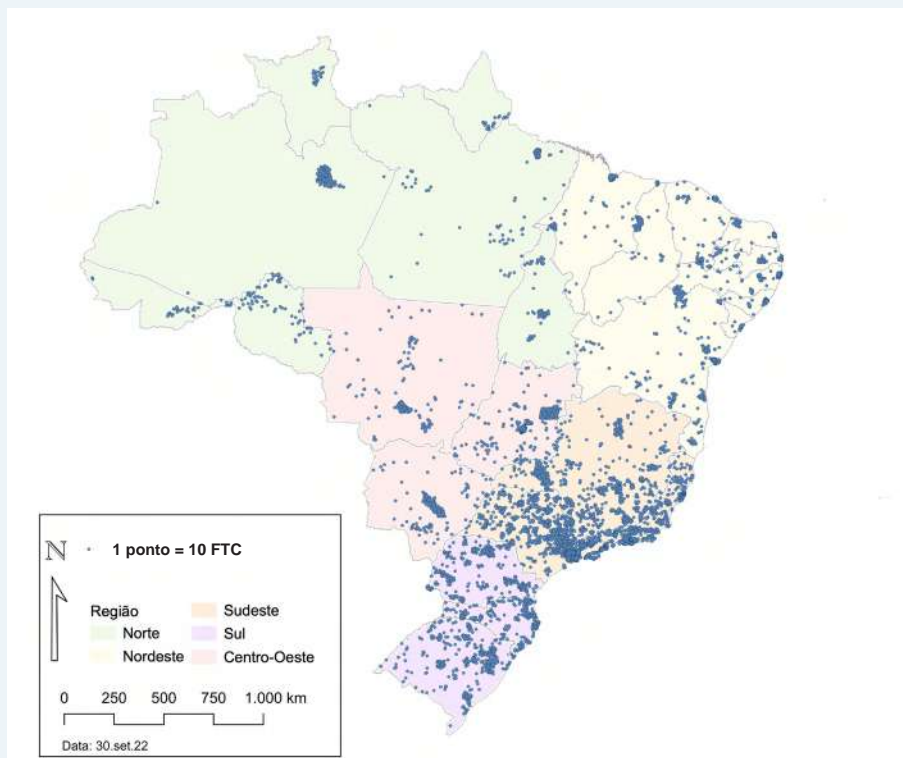 N
1 ponto = 10 FTC
Região
Norte
Nordeste
Sudeste
Sul
Centro-Oeste
0 250 500 750 1.000 km
Data: 30.set.22